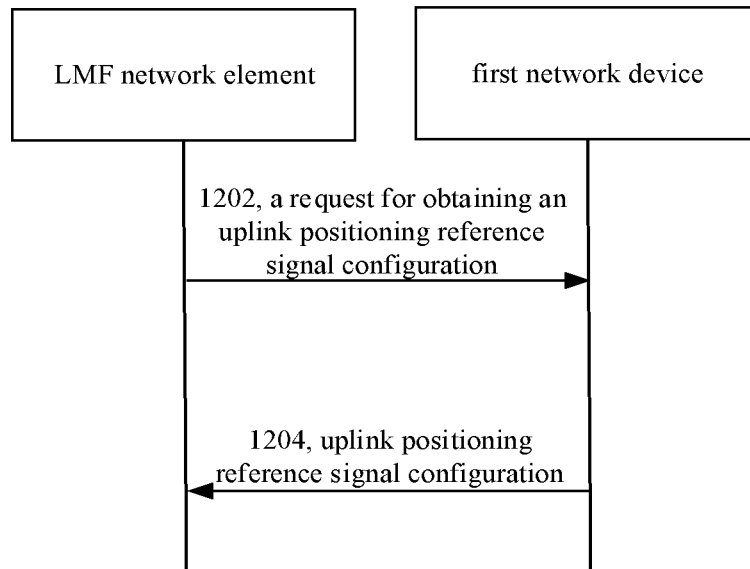 LMF network element
first network device
1202, a request for obtaining an
uplink positioning reference
signal configuration
1204, uplink positioning
reference signal configuration